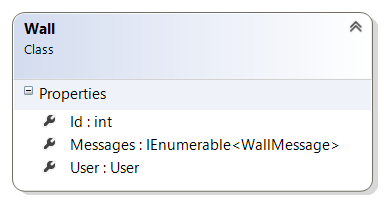 Wall
Class
Properties
Id : int
Messages : IEnumerable<WallMessage>
User : User